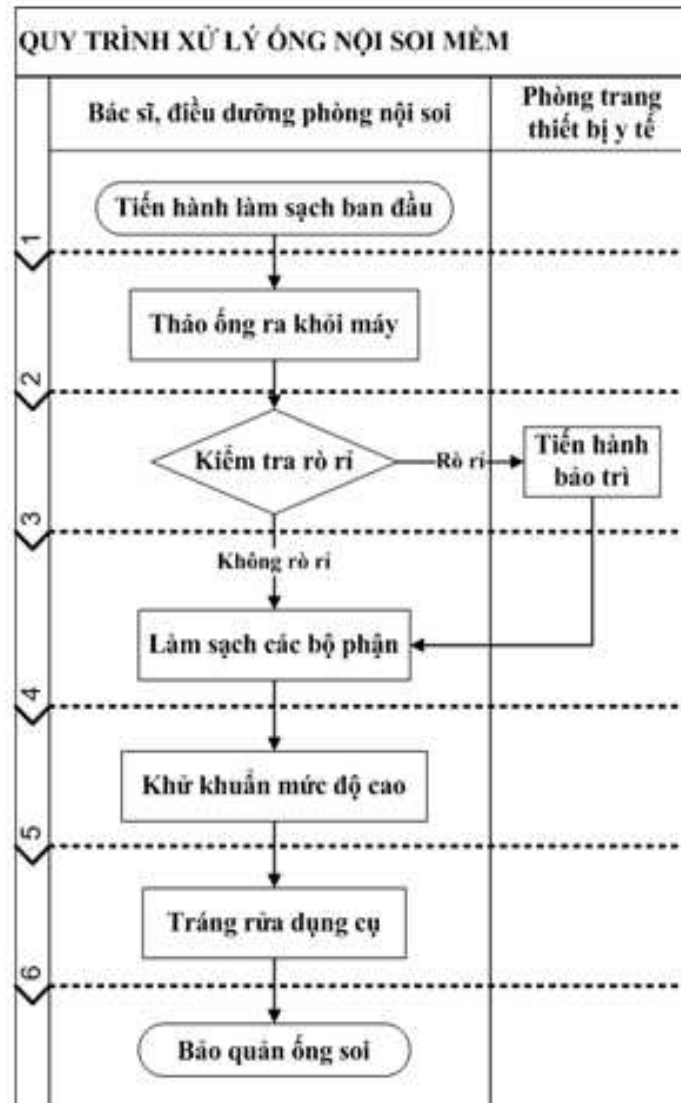 QUY TRÌNH XỬ LÝ ỐNG NỘI SOI MỀM
Bác sĩ, điều dưỡng phòng nội soi
Phòng trang
thiết bị y tế
Tiến hành làm sạch ban đầu
1
Tháo ống ra khỏi máy
2
Kiểm tra rò rỉ
Rò rỉ
Tiến hành
bảo trì
3
Không rò rỉ
Làm sạch các bộ phận
4
Khử khuẩn mức độ cao
5
Tráng rửa dụng cụ
6
Bảo quản ống soi